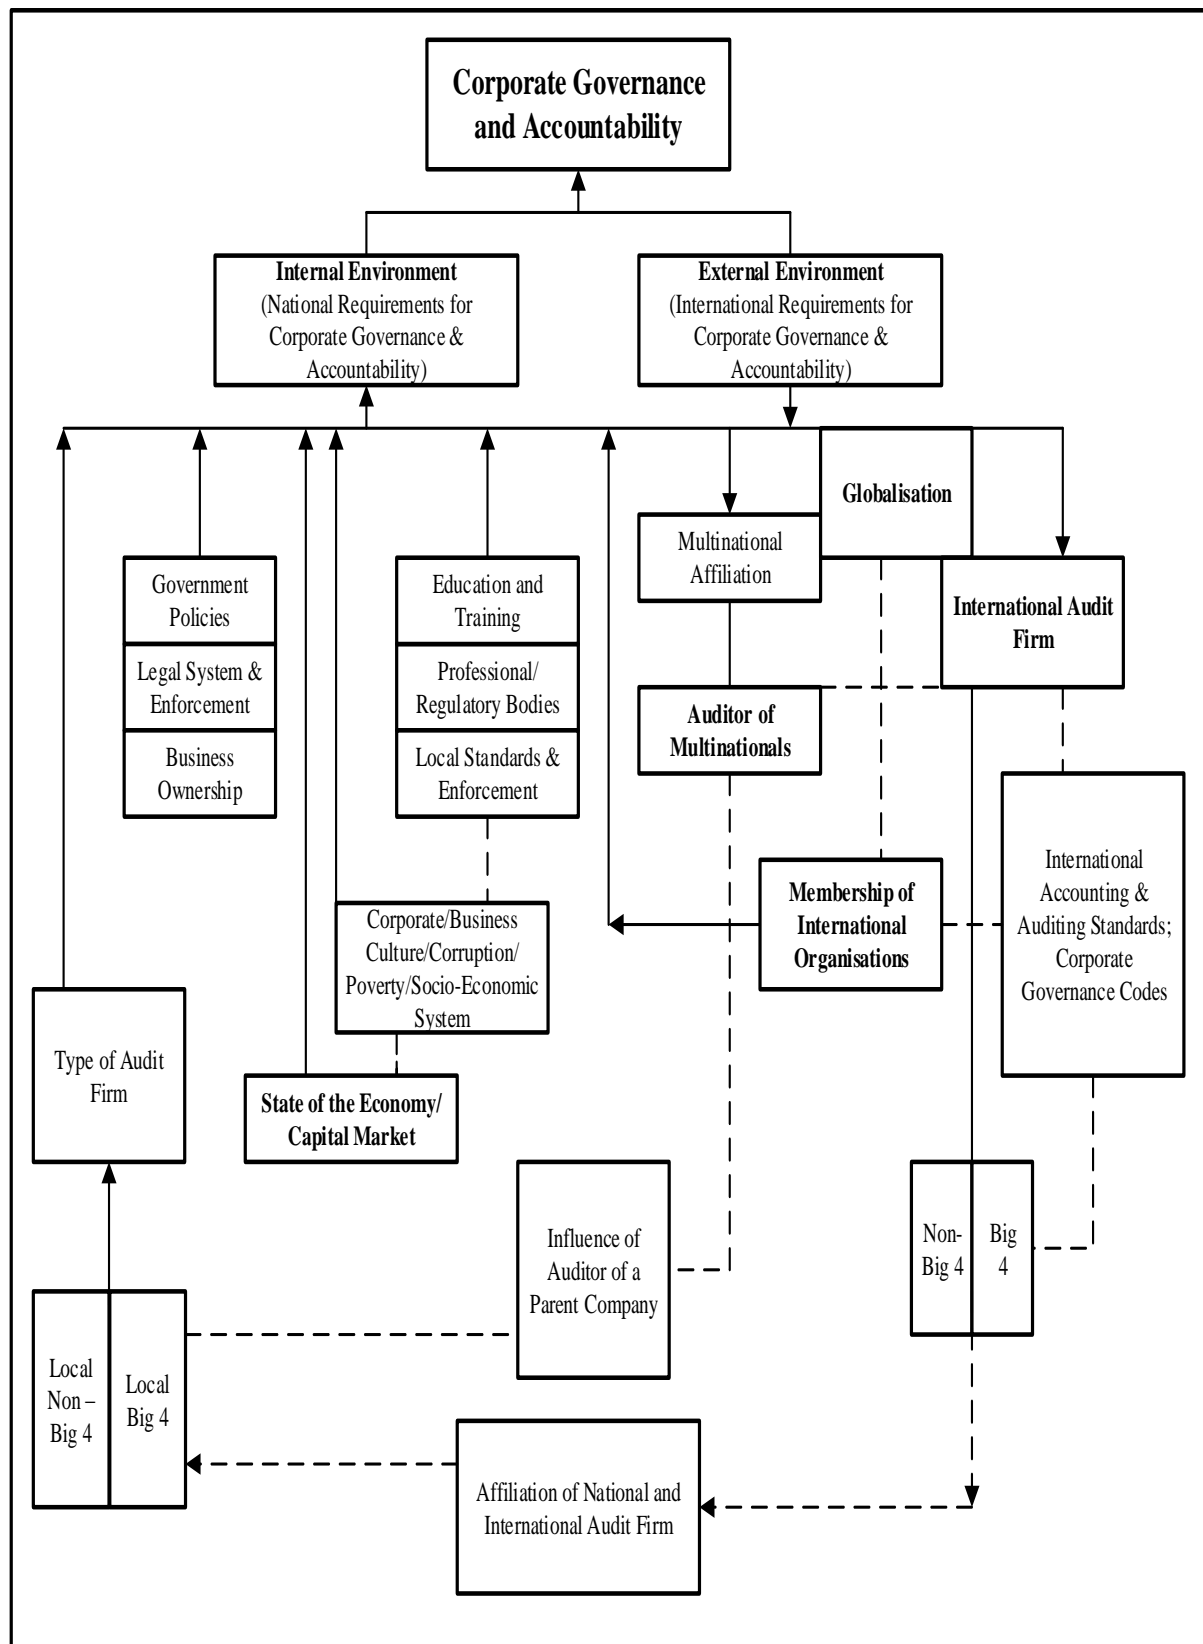 Corporate Governance
and Accountability
Internal Environment
(National Requirements for
Corporate Governance &
Accountability)
External Environment
(International Requirements for
Corporate Governance &
Accountability)
Globalisation
Multinational
Affiliation
Government
Policies
Education and
Training
International Audit
Firm
Legal System &
Enforcement
Professional/
Regulatory Bodies
Auditor of
Multinationals
Business
Ownership
Local Standards &
Enforcement
International
Accounting &
Auditing Standards;
Corporate
Governance Codes
Membership of
International
Organisations
Corporate/Business
Culture/Corruption/
Poverty/Socio-Economic
System
Type of Audit
Firm
State of the Economy/
Capital Market
Influence of
Auditor of a
Parent Company
Non-
Big 4
Big
4
Local
Non –
Big 4
Local
Big 4
Affiliation of National and
International Audit Firm